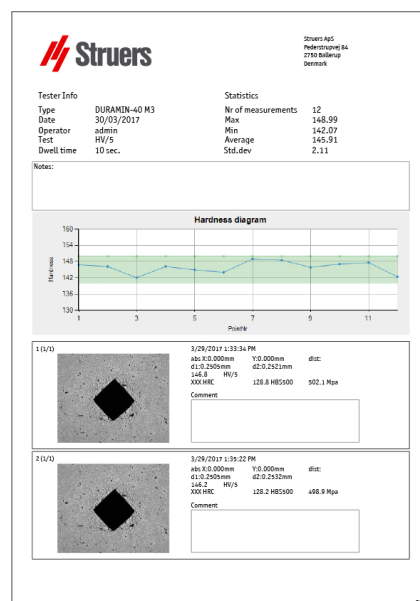 Struers
Struers ApS
Pederstrupvej 84
2750 Ballerup
Denmark
Tester Info
Type DURAMIN-40 M3
Date 30/03/2017
Operator admin
Test HV/5
Dwell time 10 sec.
Statistics
Nr of measurements 12
Max 148.99
Min 142.07
Average 145.91
Std.dev 2.11
Notes:
Hardness diagram
Hardness
160
154
148
142
136
130
1 3 5 7 9 11
PointNr
1 (1/1)
3/29/2017 1:33:34 PM
abs X:0.000mm Y:0.000mm dist:
d1:0.2505mm d2:0.2521mm
146.8 HV/5
XXX HRC 128.8 HBS500 502.1 Mpa
Comment
2 (1/1)
3/29/2017 1:35:22 PM
abs X:0.000mm Y:0.000mm dist:
d1:0.2505mm d2:0.2532mm
146.2 HV/5
XXX HRC 128.2 HBS500 498.9 Mpa
Comment